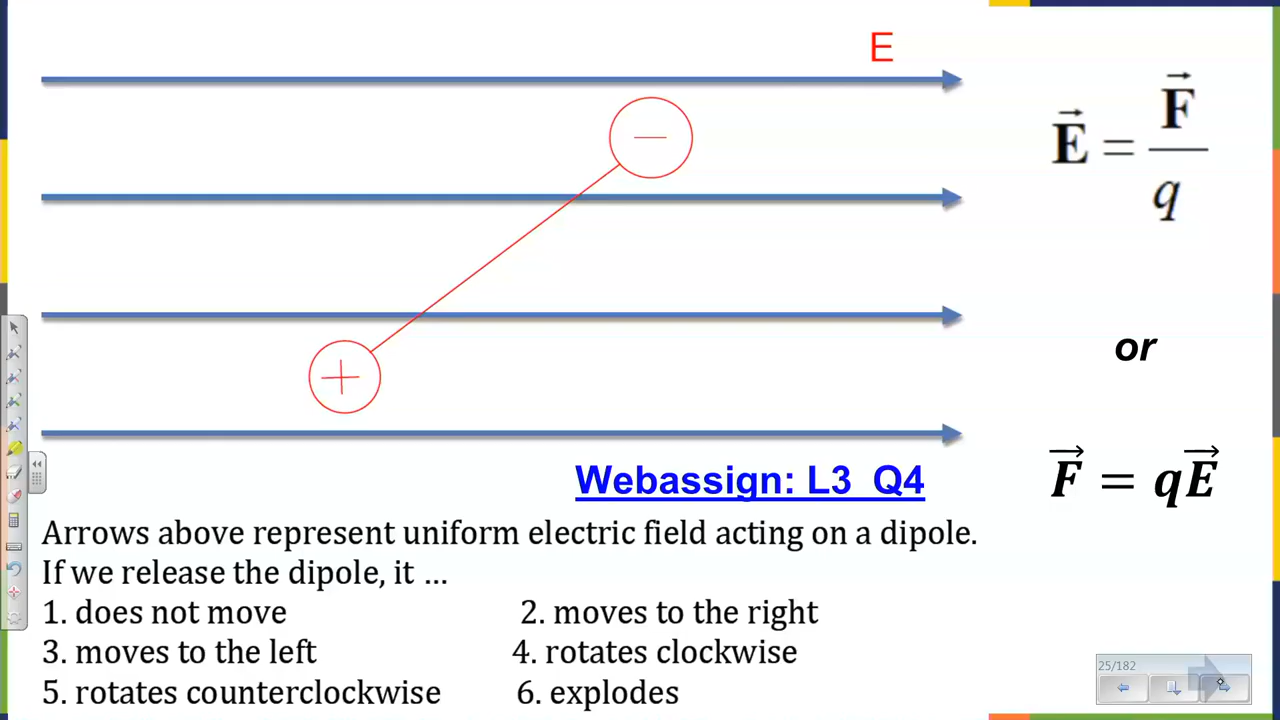 E
−
+
E = F / q
or
F = qE
Webassign: L3 Q4
Arrows above represent uniform electric field acting on a dipole.
If we release the dipole, it ...
1. does not move 2. moves to the right
3. moves to the left 4. rotates clockwise
5. rotates counterclockwise 6. explodes
25/182